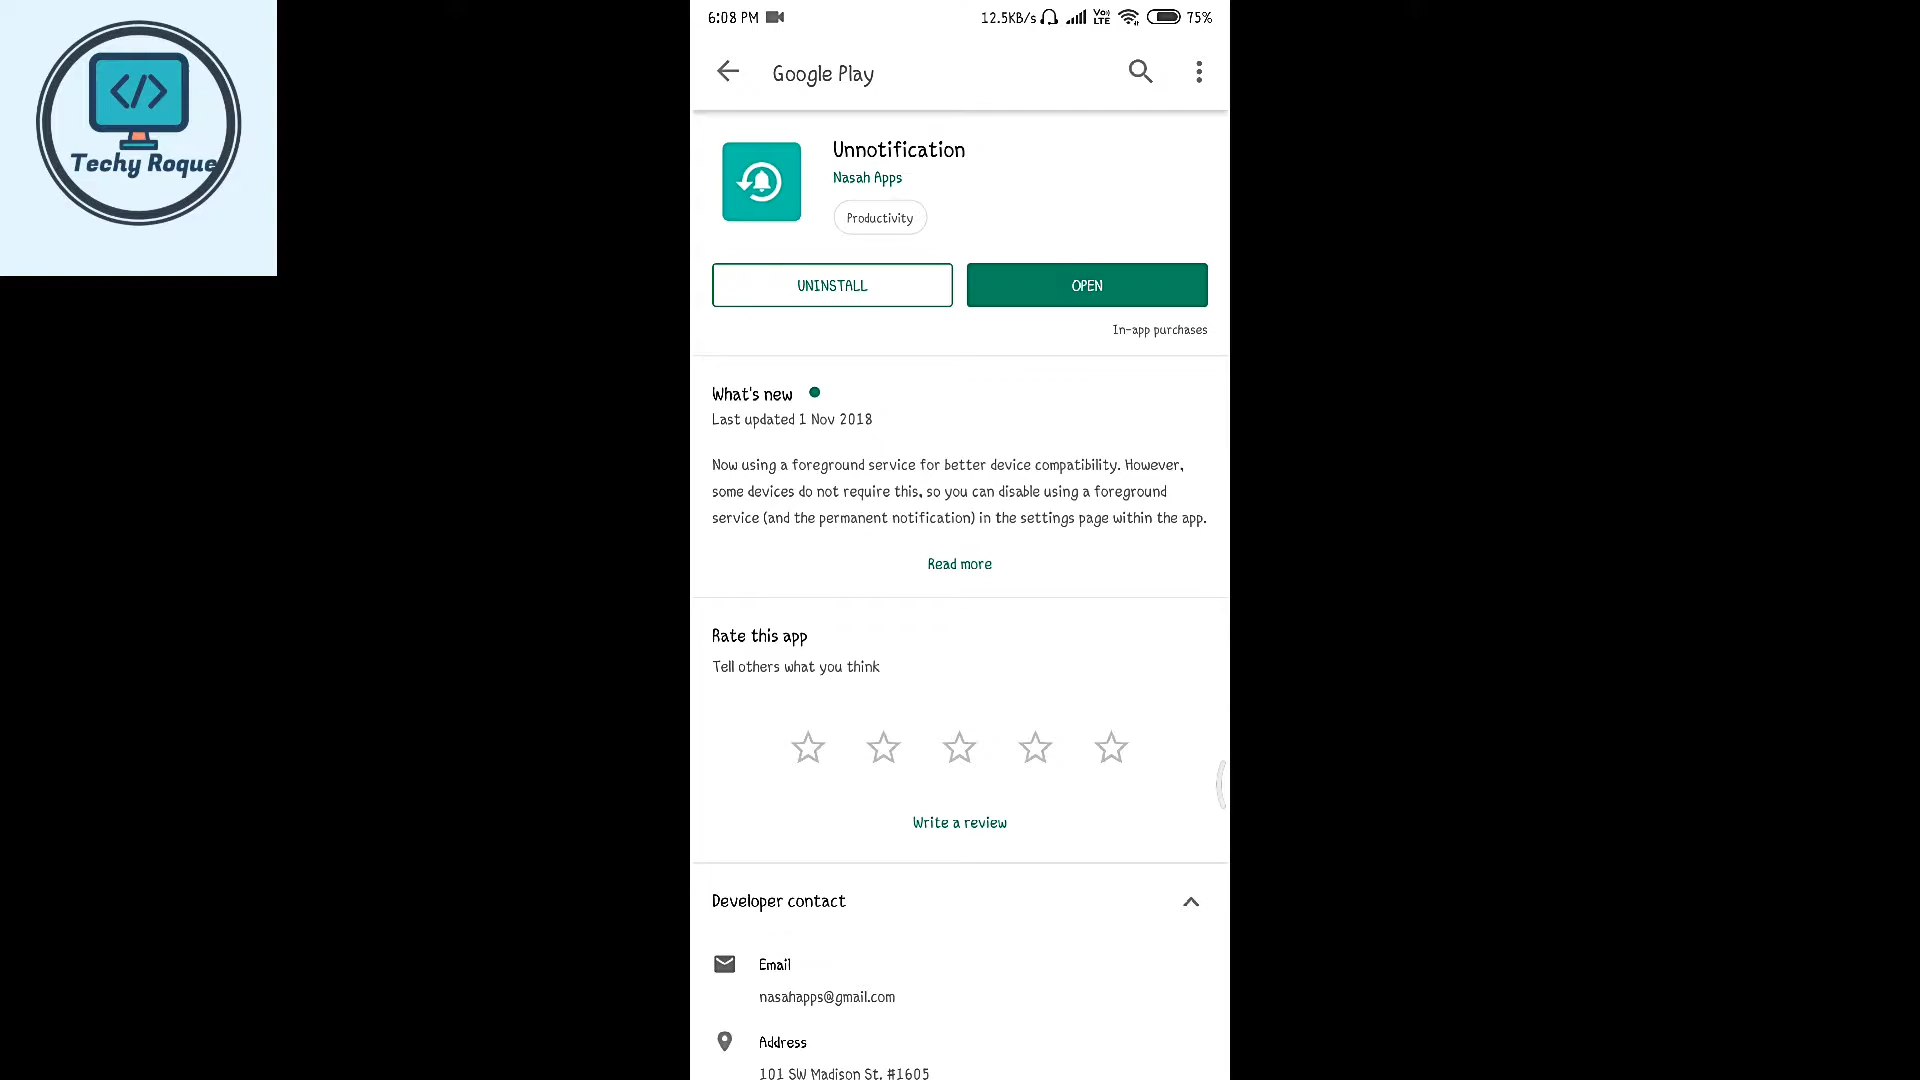 Techy Roque
6:08 PM
12.5KB/s Vo) LTE 75%
Google Play
Unnotification
Nasah Apps
Productivity
UNINSTALL
OPEN
In-app purchases
What's new
Last updated 1 Nov 2018
Now using a foreground service for better device compatibility. However,
some devices do not require this, so you can disable using a foreground
service (and the permanent notification) in the settings page within the app.
Read more
Rate this app
Tell others what you think
Write a review
Developer contact
Email
nasahapps@gmail.com
Address
101 SW Madison St. #1605